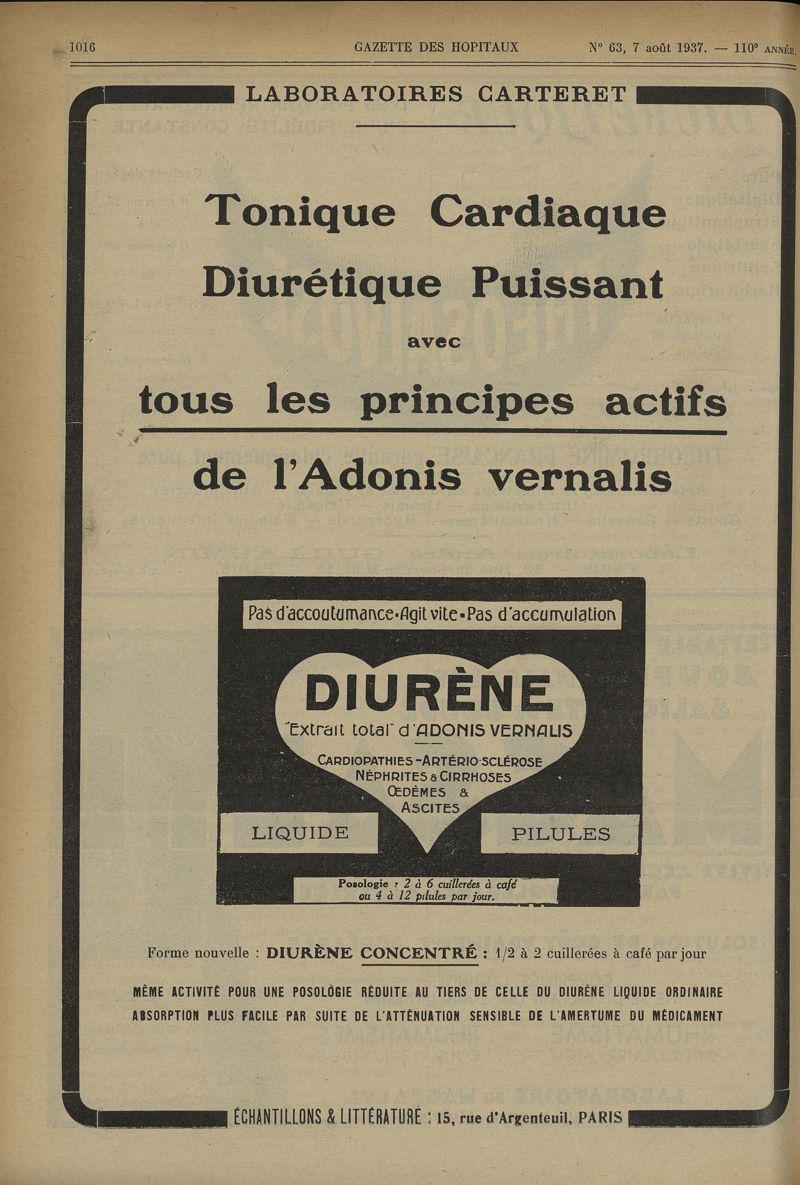 1016 GAZETTE DES HOPITAUX N° 63, 7 août 1937. — 110e ANNÉE.
LABORATOIRES CARTERET
Tonique Cardiaque
Diurétique Puissant
avec
tous les principes actifs
de l'Adonis vernalis
Pas d'accoutumance•Agit vite•Pas d'accumulation
DIURÈNE
"Extrait total" d'ADONIS VERNALIS
CARDIOPATHIES-ARTÉRIO-SCLÉROSE
NÉPHRITES & CIRRHOSES
ŒDÈMES &
ASCITES
LIQUIDE PILULES
Posologie : 2 à 6 cuillerées à café
ou 4 à 12 pilules par jour.
Forme nouvelle : DIURÈNE CONCENTRÉ : 1/2 à 2 cuillerées à café par jour
MÊME ACTIVITÉ POUR UNE POSOLOGIE RÉDUITE AU TIERS DE CELLE DU DIURÈNE LIQUIDE ORDINAIRE
ABSORPTION PLUS FACILE PAR SUITE DE L'ATTÉNUATION SENSIBLE DE L'AMERTUME DU MÉDICAMENT
ÉCHANTILLONS & LITTÉRATURE : 15, rue d'Argenteuil, PARIS